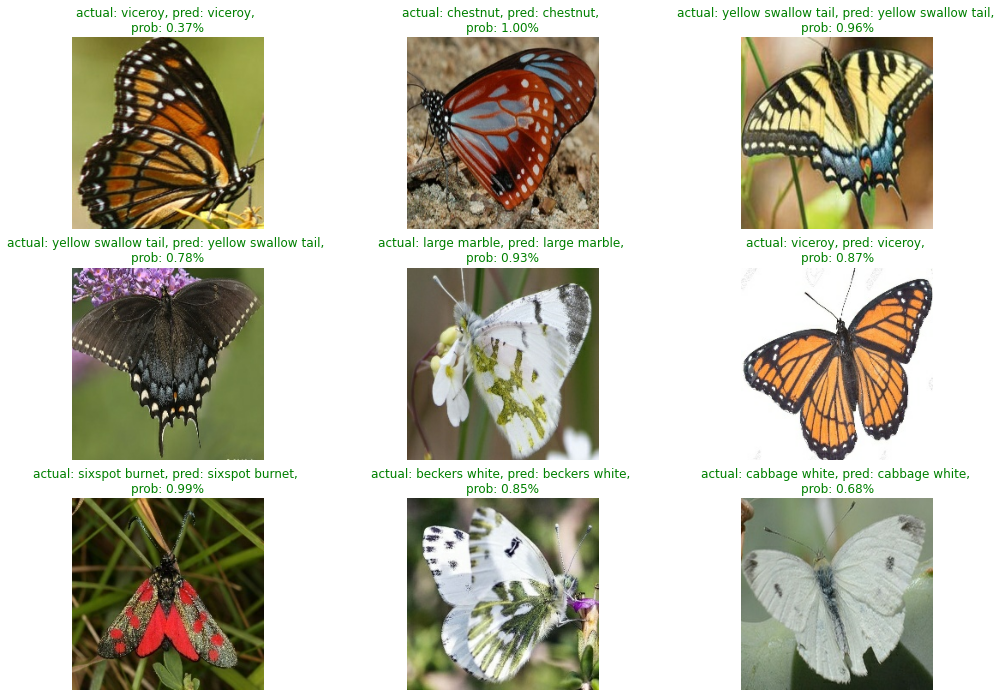 actual: viceroy, pred: viceroy,
prob: 0.37%
actual: chestnut, pred: chestnut,
prob: 1.00%
actual: yellow swallow tail, pred: yellow swallow tail,
prob: 0.96%
actual: yellow swallow tail, pred: yellow swallow tail,
prob: 0.78%
actual: large marble, pred: large marble,
prob: 0.93%
actual: viceroy, pred: viceroy,
prob: 0.87%
actual: sixspot burnet, pred: sixspot burnet,
prob: 0.99%
actual: beckers white, pred: beckers white,
prob: 0.85%
actual: cabbage white, pred: cabbage white,
prob: 0.68%